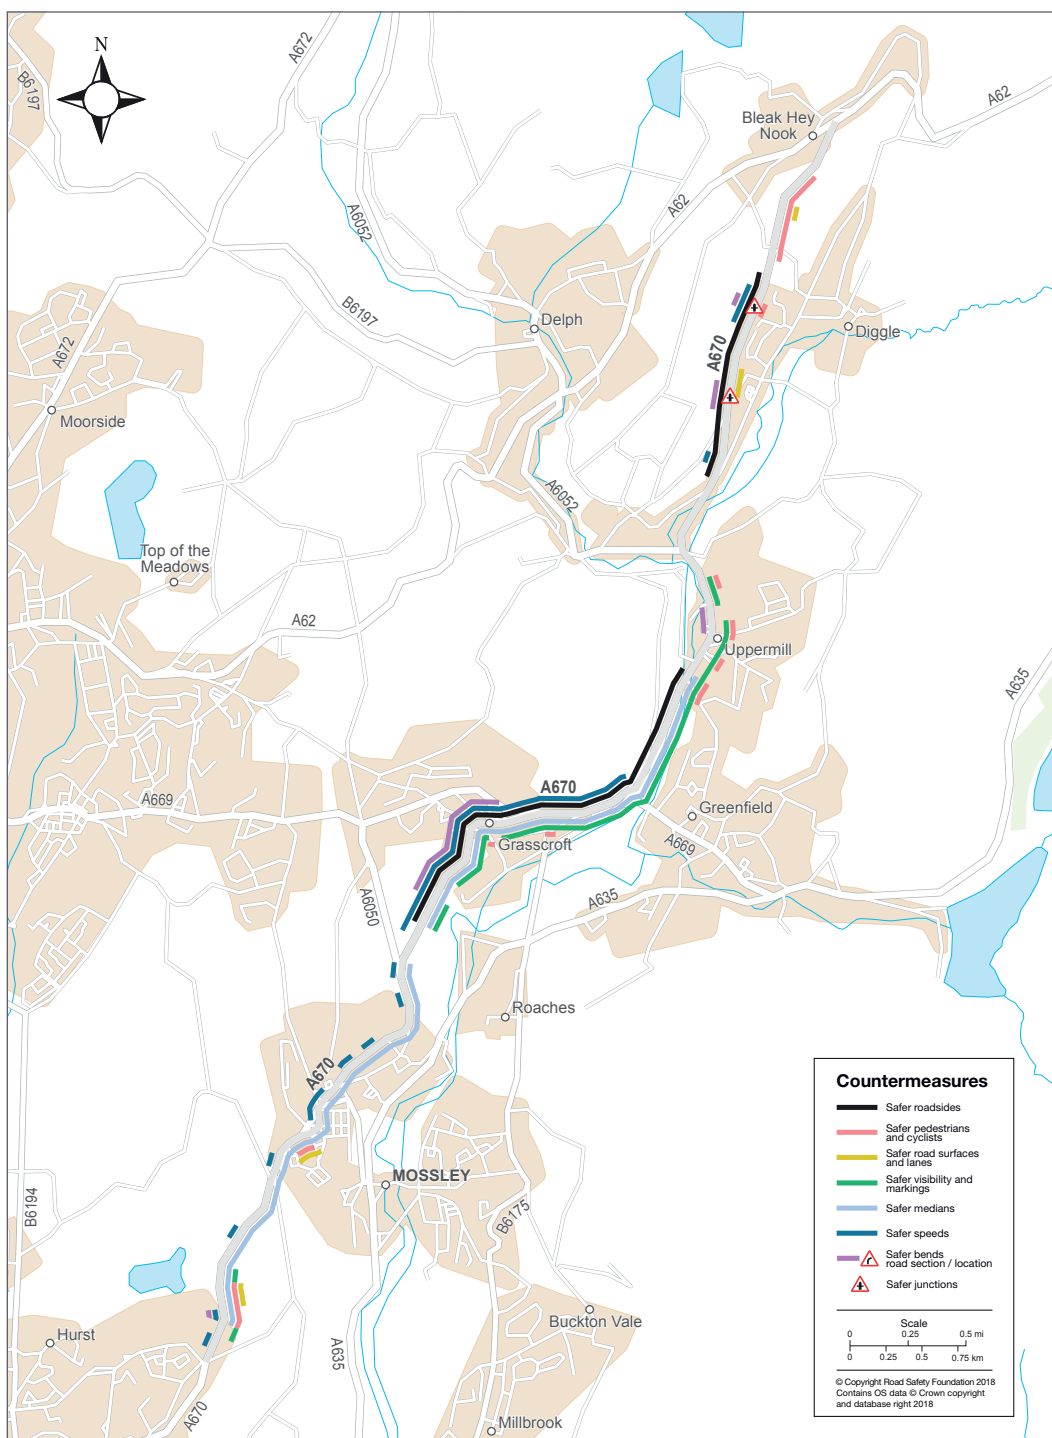 N
A672
B6197
A62
Bleak Hey
Nook
A62
A6052
B6197
Delph
A670
Diggle
A672
Moorside
A6052
Top of the
Meadows
A62
Uppermill
A635
A670
A669
Greenfield
Grasscroft
A669
A6050
A635
Roaches
A670
MOSSLEY
B6194
B6175
Hurst
Buckton Vale
A635
A670
Millbrook
Countermeasures
Safer roadsides
Safer pedestrians
and cyclists
Safer road surfaces
and lanes
Safer visibility and
markings
Safer medians
Safer speeds
Safer bends
road section / location
Safer junctions
Scale
0 0.25 0.5 mi
0 0.25 0.5 0.75 km
© Copyright Road Safety Foundation 2018
Contains OS data © Crown copyright
and database right 2018